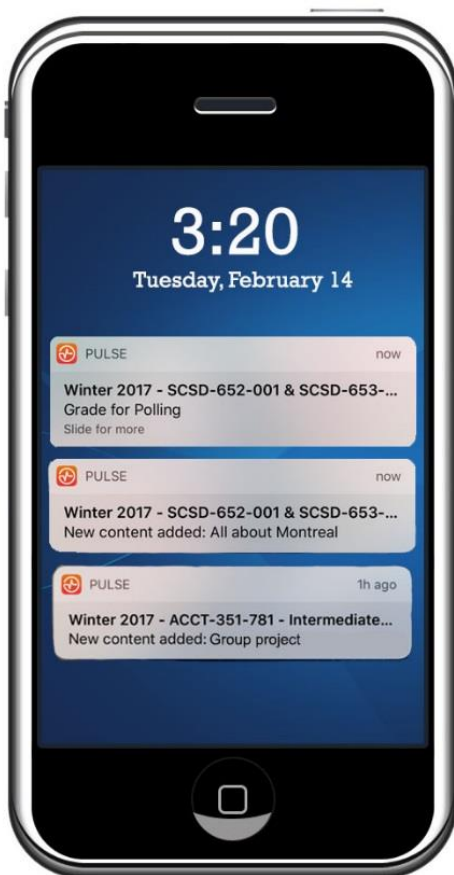 3:20
Tuesday, February 14
PULSE now
Winter 2017 - SCSD-652-001 & SCSD-653-...
Grade for Polling
Slide for more
PULSE now
Winter 2017 - SCSD-652-001 & SCSD-653-...
New content added: All about Montreal
PULSE 1h ago
Winter 2017 - ACCT-351-781 - Intermediate...
New content added: Group project